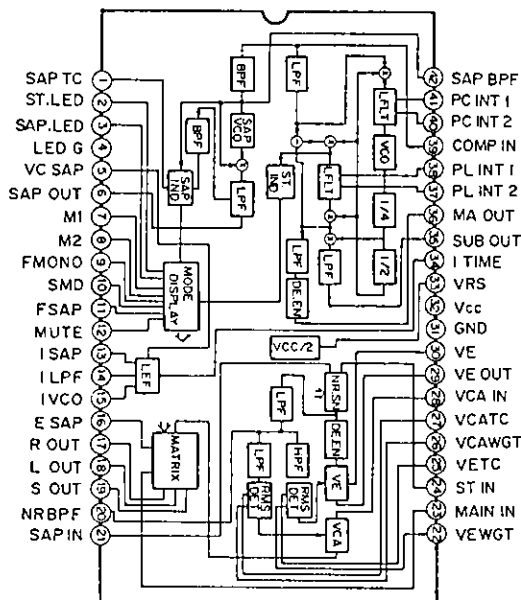 SAP TC 1
ST.LED 2
SAP.LED 3
LED G 4
VC SAP 5
SAP OUT 6
M1 7
M2 8
FMONO 9
SMD 10
FSAP 11
MUTE 12
I SAP 13
I LPF 14
I VCO 15
E SAP 16
R OUT 17
L OUT 18
S OUT 19
NRBPF 20
SAP IN 21
BPF
LPF
LFLT
BPF
SAP
VCO
VCO
SAP
IND
LPF
ST.
IND
LFLT
1/4
LPF
DE.EN
LPF
1/2
MODE
DISPLAY
VCC/2
LEF
NR.SW
LPF
DE.EN
MATRIX
LPF
HPF
RMS
DET
RMS
DET
VE
VCA
42 SAP BPF
41 PC INT 1
40 PC INT 2
39 COMP IN
38 PL INT 1
37 PL INT 2
36 MA OUT
35 SUB OUT
34 I TIME
33 VRS
32 Vcc
31 GND
30 VE
29 VE OUT
28 VCA IN
27 VCATC
26 VCAWGT
25 VETC
24 ST IN
23 MAIN IN
22 VEWGT